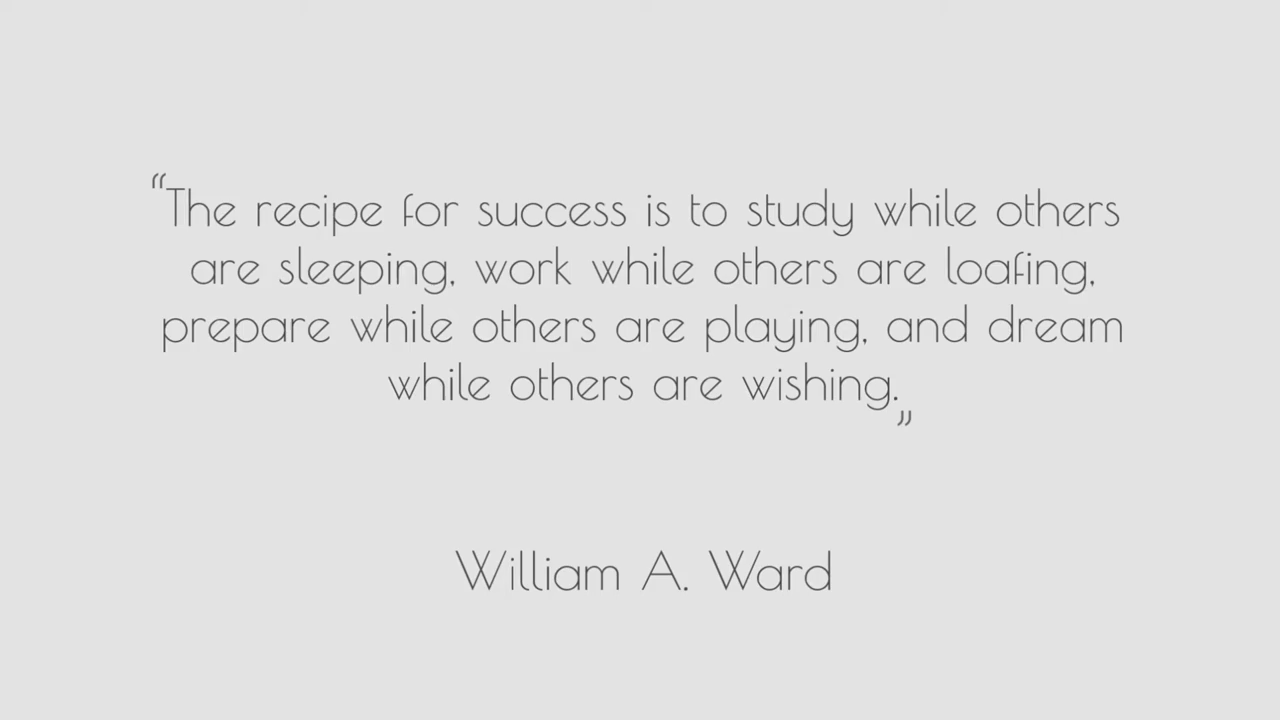 “The recipe for success is to study while others
are sleeping, work while others are loafing,
prepare while others are playing, and dream
while others are wishing.”
William A. Ward